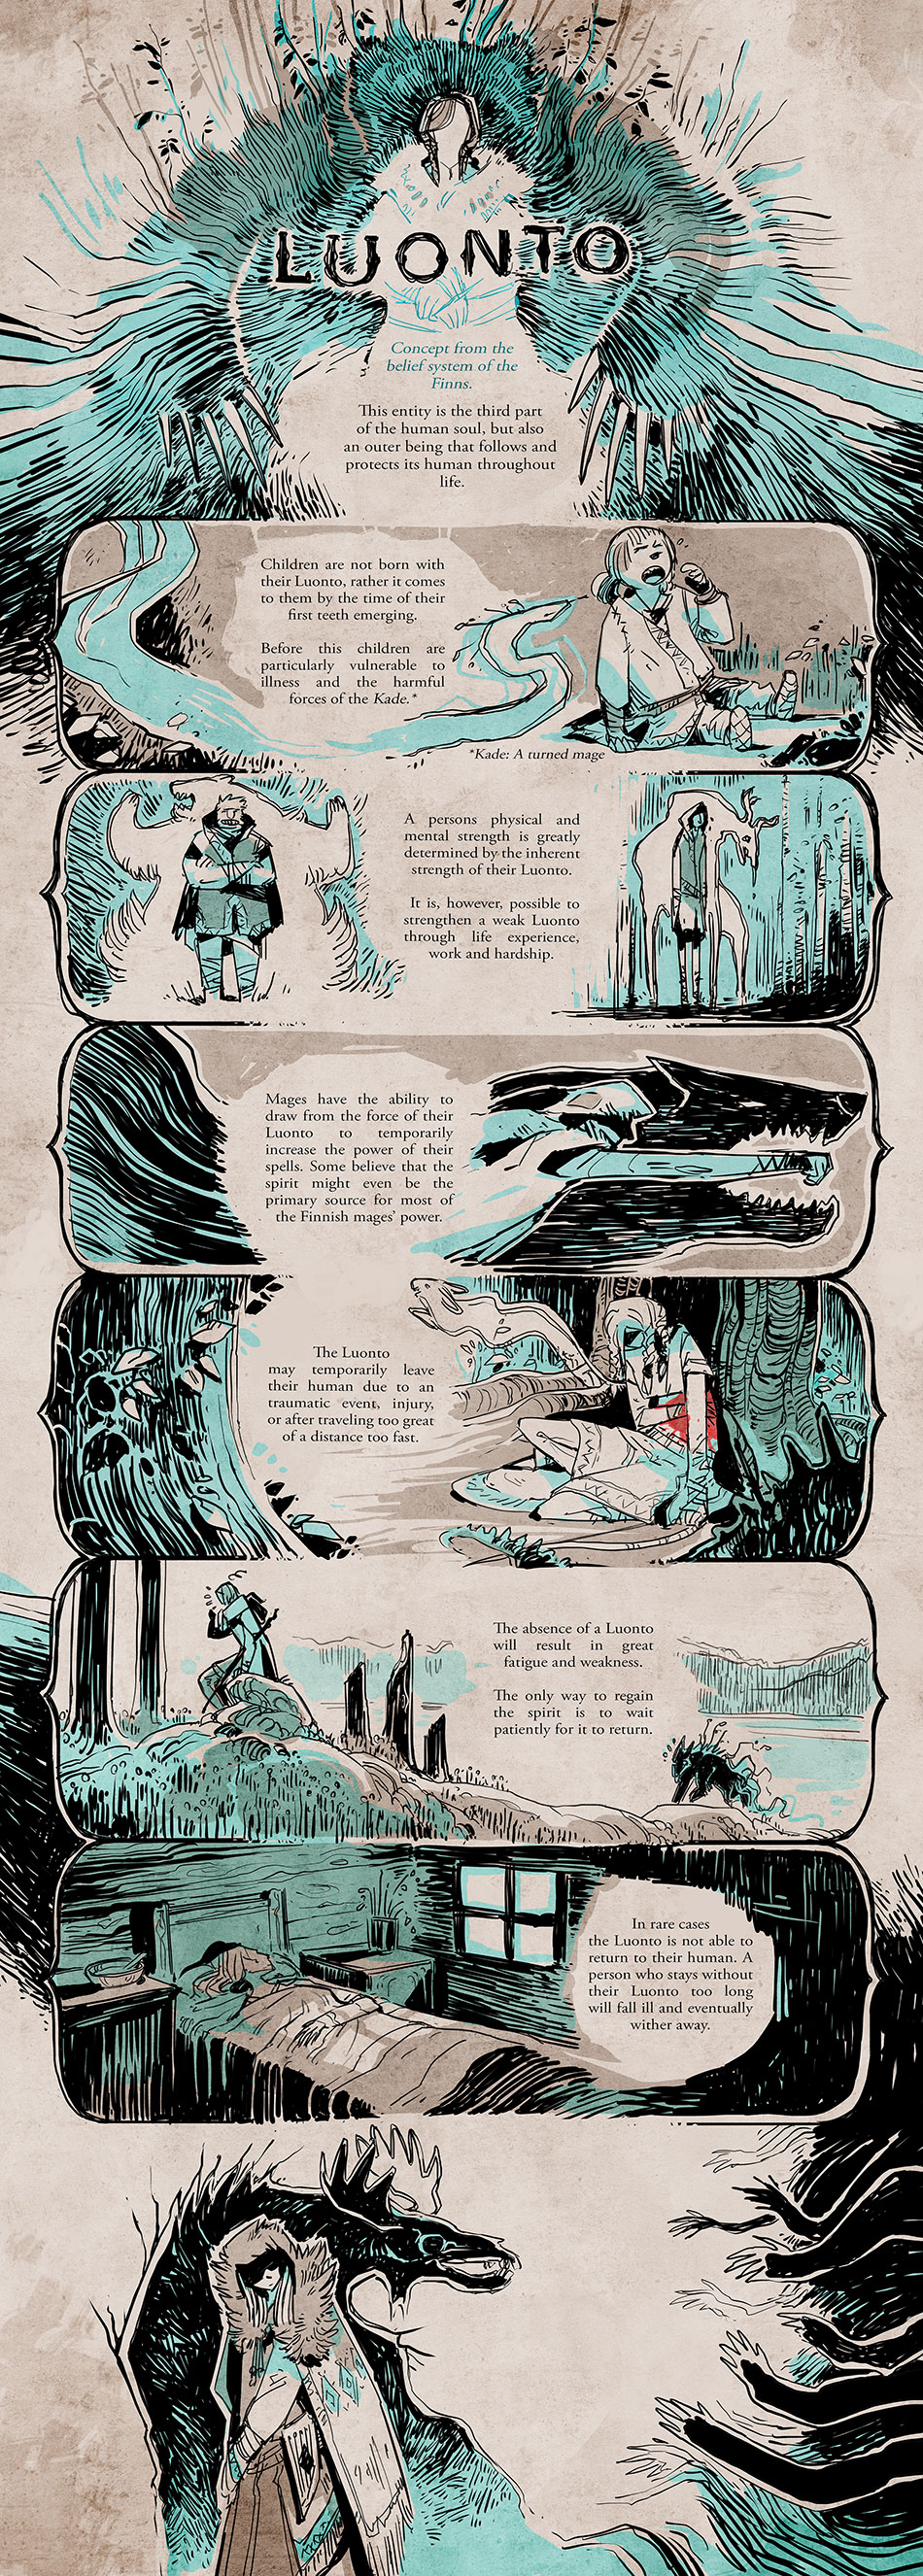 LUONTO
Concept from the
belief system of the
Finns.
This entity is the third part
of the human soul, but also
an outer being that follows and
protects its human throughout
life.
Children are not born with
their Luonto, rather it comes
to them by the time of their
first teeth emerging.
Before this children are
particularly vulnerable to
illness and the harmful
forces of the Kade.*
*Kade: A turned mage
A persons physical and
mental strength is greatly
determined by the inherent
strength of their Luonto.
It is, however, possible to
strengthen a weak Luonto
through life experience,
work and hardship.
Mages have the ability to
draw from the force of their
Luonto to temporarily
increase the power of their
spells. Some believe that the
spirit might even be the
primary source for most of
the Finnish mages' power.
The Luonto
may temporarily leave
their human due to an
traumatic event, injury,
or after traveling too great
of a distance too fast.
The absence of a Luonto
will result in great
fatigue and weakness.
The only way to regain
the spirit is to wait
patiently for it to return.
In rare cases
the Luonto is not able to
return to their human. A
person who stays without
their Luonto too long
will fall ill and eventually
wither away.